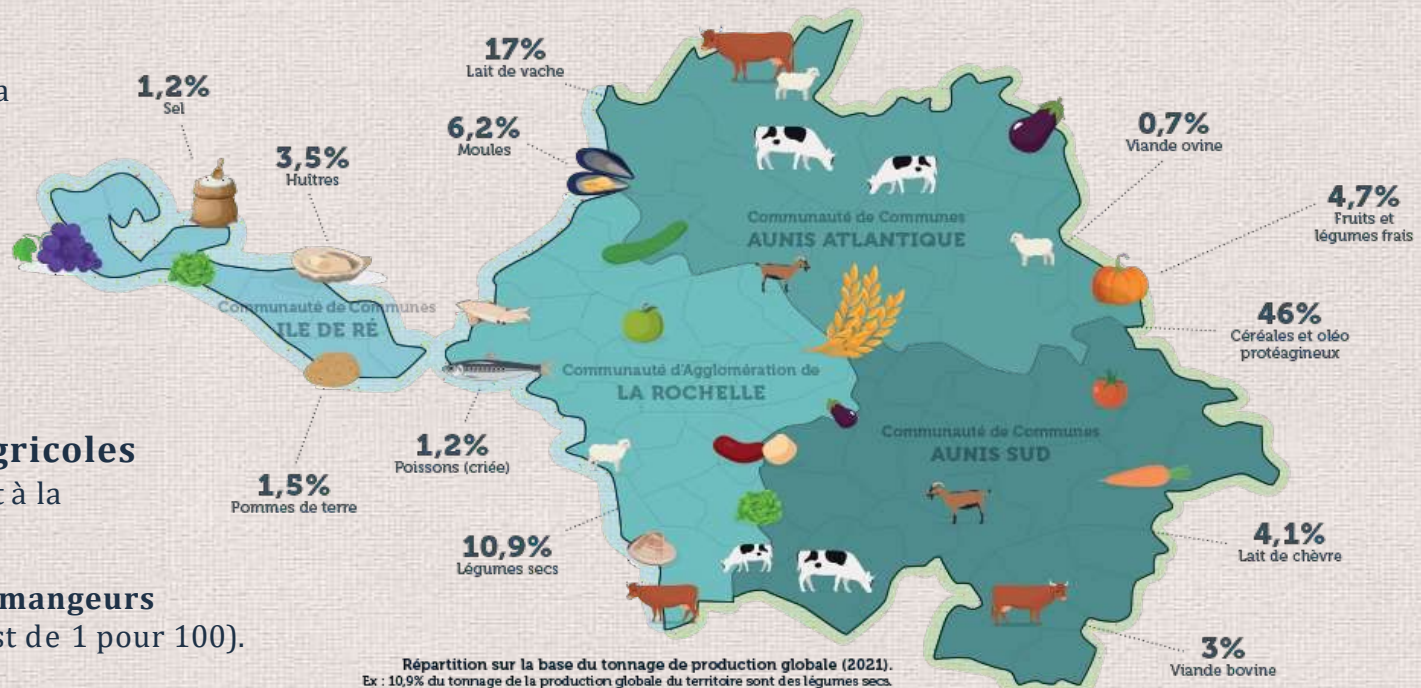 a
gricoles
t à la
mangeurs
st de 1 pour 100).
1,2%
Sel
3,5%
Huîtres
17%
Lait de vache
6,2%
Moules
0,7%
Viande ovine
4,7%
Fruits et
légumes frais
46%
Céréales et oléo
protéagineux
Communauté de Communes
AUNIS ATLANTIQUE
Communauté de Communes
ILE DE RÉ
Communauté d'Agglomération de
LA ROCHELLE
Communauté de Communes
AUNIS SUD
1,5%
Pommes de terre
1,2%
Poissons (criée)
10,9%
Légumes secs
4,1%
Lait de chèvre
3%
Viande bovine
Répartition sur la base du tonnage de production globale (2021).
Ex : 10,9% du tonnage de la production globale du territoire sont des légumes secs.